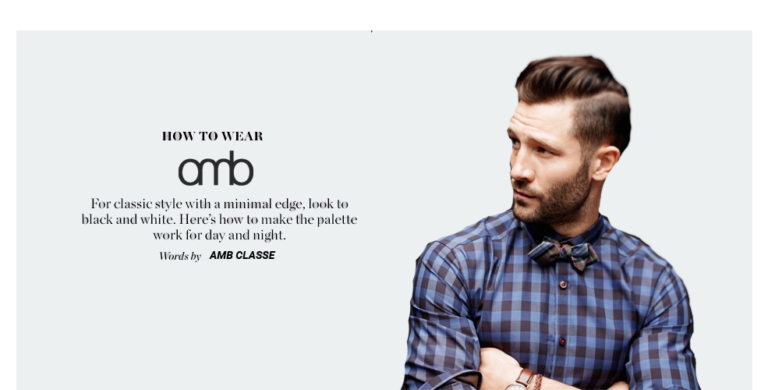 HOW TO WEAR
amb
For classic style with a minimal edge, look to
black and white. Here's how to make the palette
work for day and night.
Words by AMB CLASSE